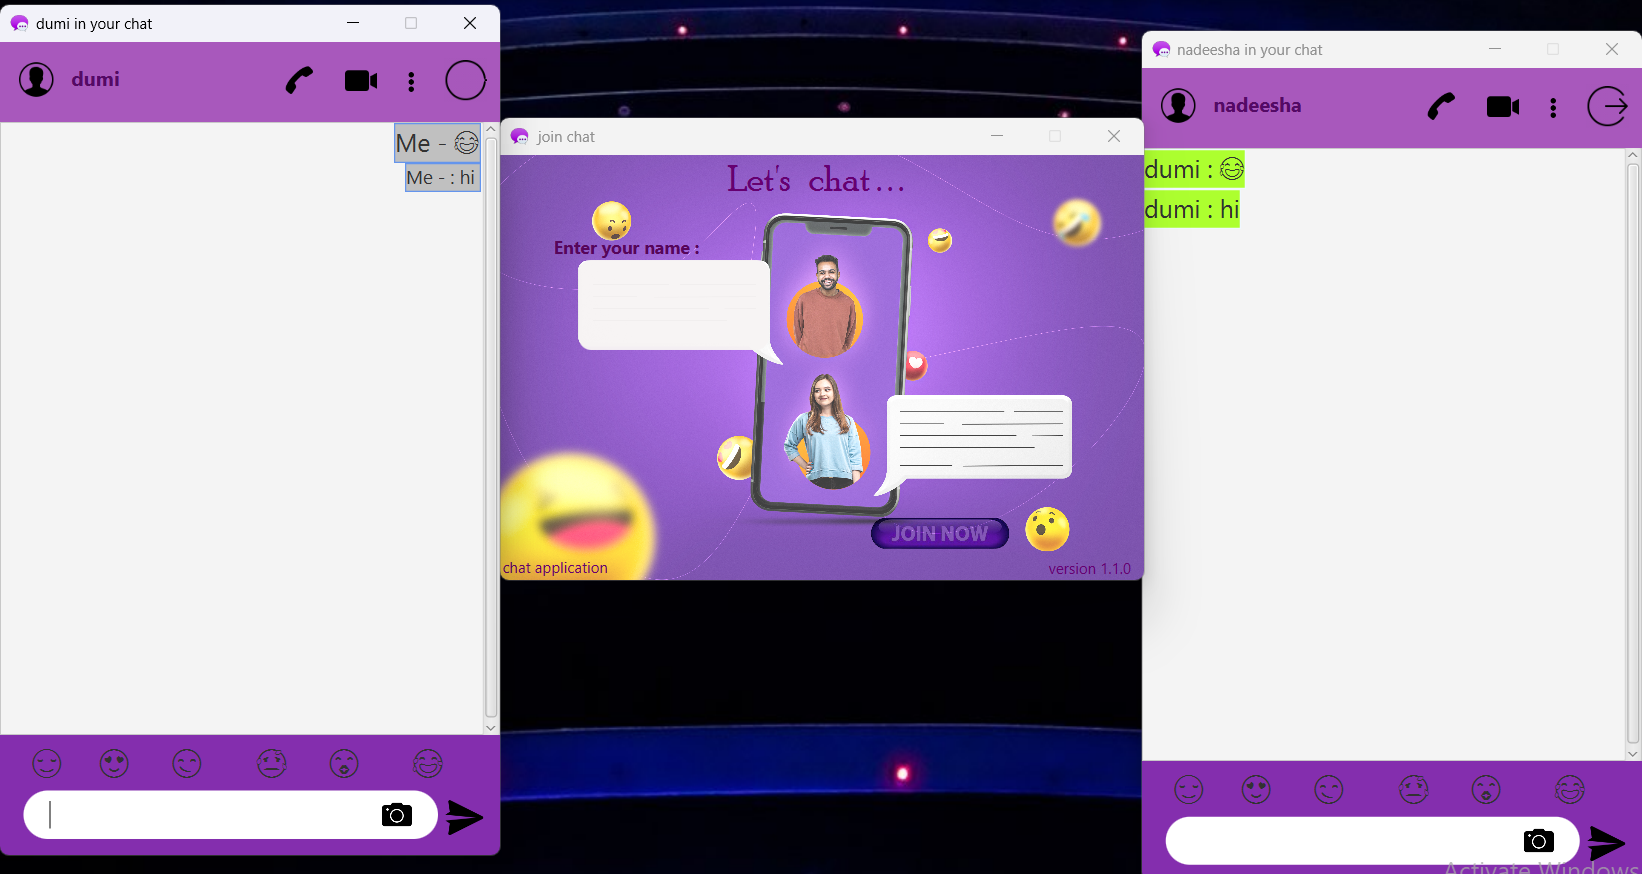 dumi in your chat
dumi
Me - 😂
Me - : hi
join chat
Let's chat...
Enter your name :
JOIN NOW
chat application
version 1.1.0
nadeesha in your chat
nadeesha
dumi : 😂
dumi : hi
Activate Windows